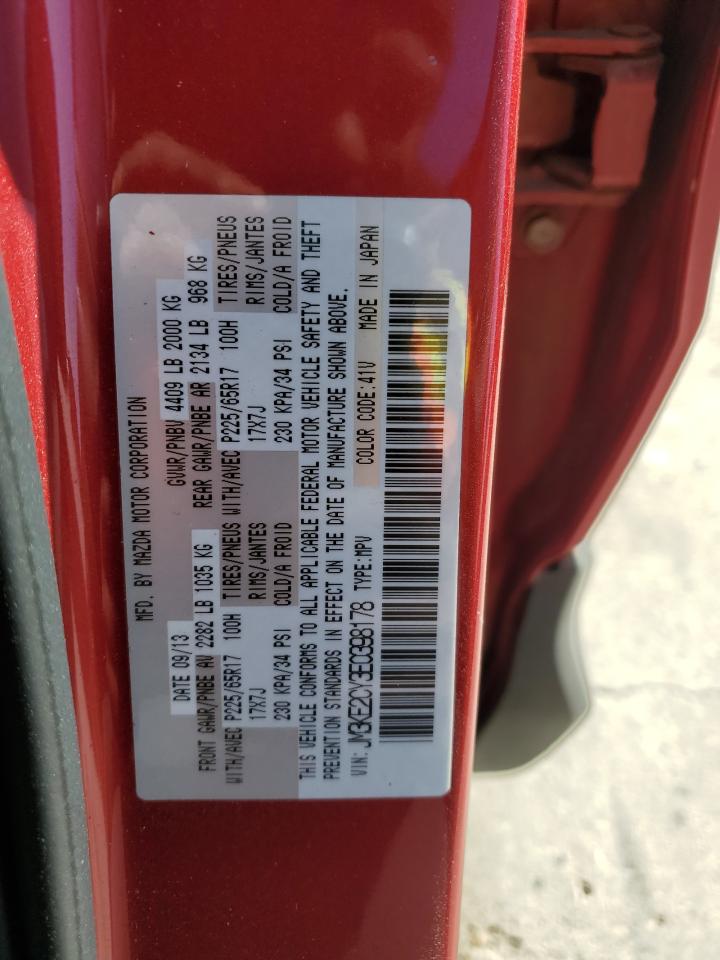 MFD. BY MAZDA MOTOR CORPORATION
DATE 09/13 GVWR/PNBV 4409 LB 2000 KG
FRONT GAWR/PNBE AV 2282 LB 1035 KG REAR GAWR/PNBE AR 2134 LB 968 KG
WITH/AVEC P225/65R17 100H TIRES/PNEUS WITH/AVEC P225/65R17 100H TIRES/PNEUS
17X7J RIMS/JANTES 17X7J RIMS/JANTES
230 KPA/34 PSI COLD/A FROID 230 KPA/34 PSI COLD/A FROID
THIS VEHICLE CONFORMS TO ALL APPLICABLE FEDERAL MOTOR VEHICLE SAFETY AND THEFT
PREVENTION STANDARDS IN EFFECT ON THE DATE OF MANUFACTURE SHOWN ABOVE.
VIN: JM3KE2CY3E0398178 TYPE:MPV COLOR CODE:41V MADE IN JAPAN